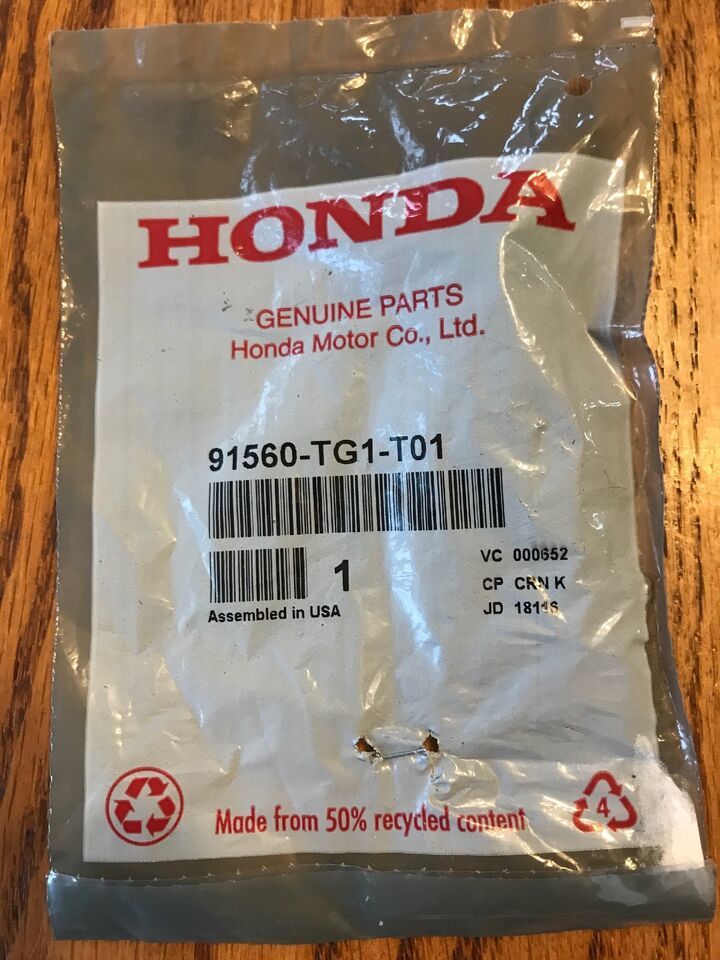 HONDA
GENUINE PARTS
Honda Motor Co., Ltd.
91560-TG1-T01
1
VC 000652
CP CRN K
JD 18116
Assembled in USA
Made from 50% recycled content
4